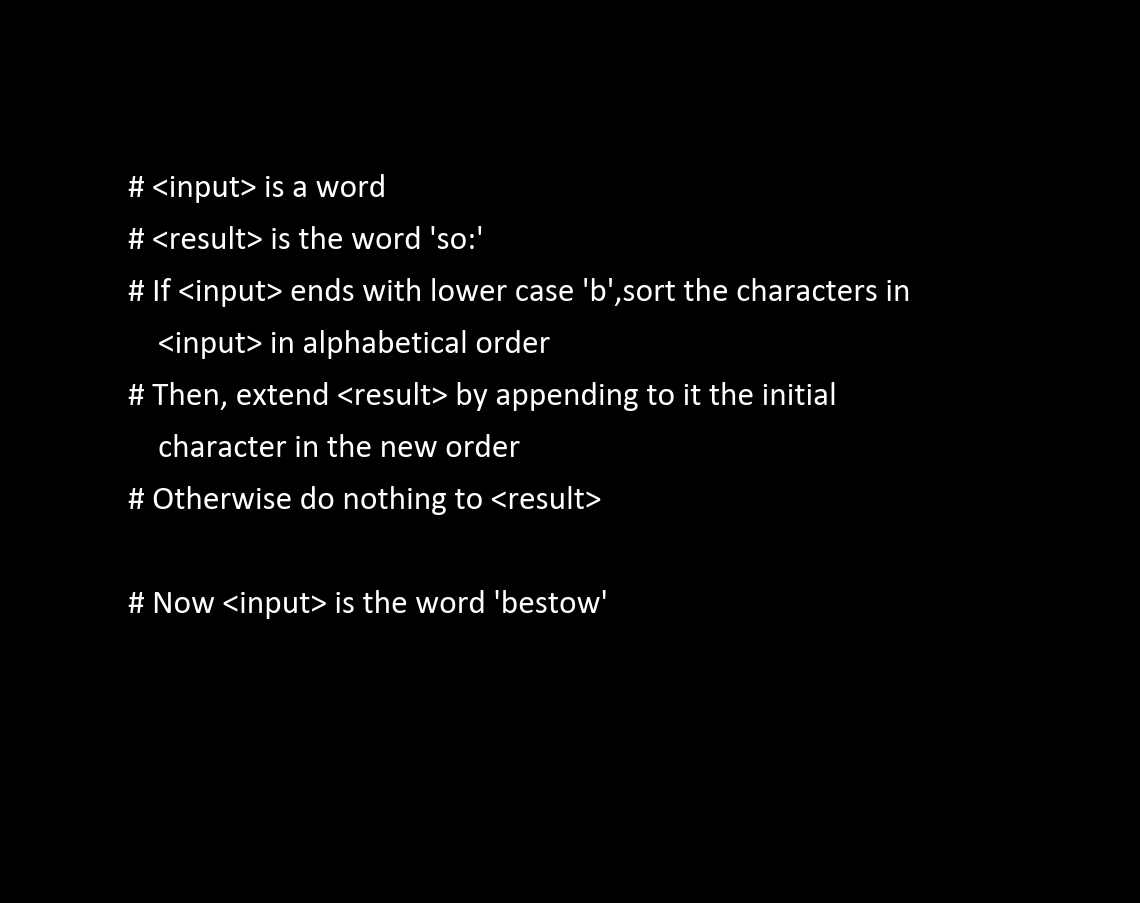 # <input> is a word
# <result> is the word 'so:'
# If <input> ends with lower case 'b',sort the characters in
<input> in alphabetical order
# Then, extend <result> by appending to it the initial
character in the new order
# Otherwise do nothing to <result>
# Now <input> is the word 'bestow'